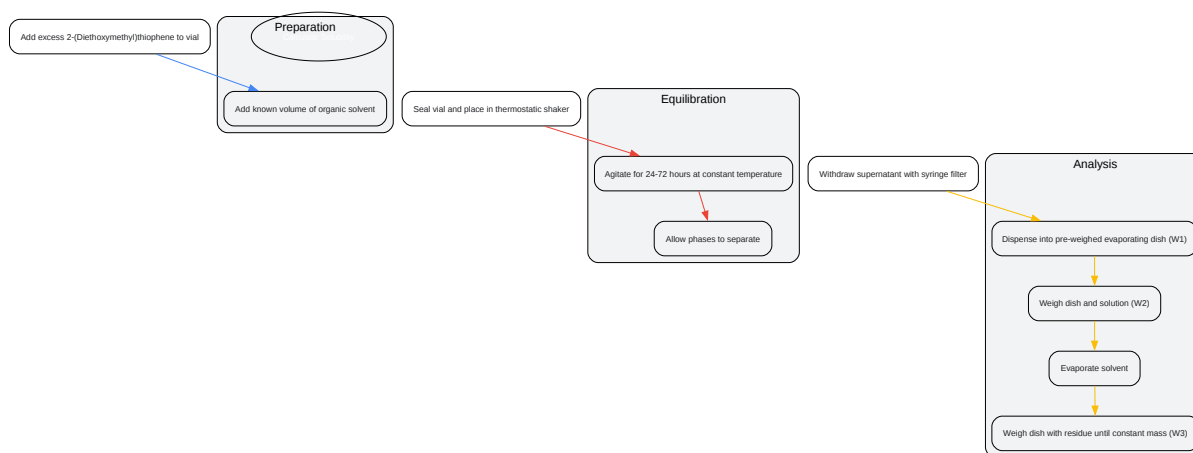 Preparation
Add excess 2-(Diethoxymethyl)thiophene to vial
Add known volume of organic solvent
Equilibration
Seal vial and place in thermostatic shaker
Agitate for 24-72 hours at constant temperature
Allow phases to separate
Analysis
Withdraw supernatant with syringe filter
Dispense into pre-weighed evaporating dish (W1)
Weigh dish and solution (W2)
Evaporate solvent
Weigh dish with residue until constant mass (W3)